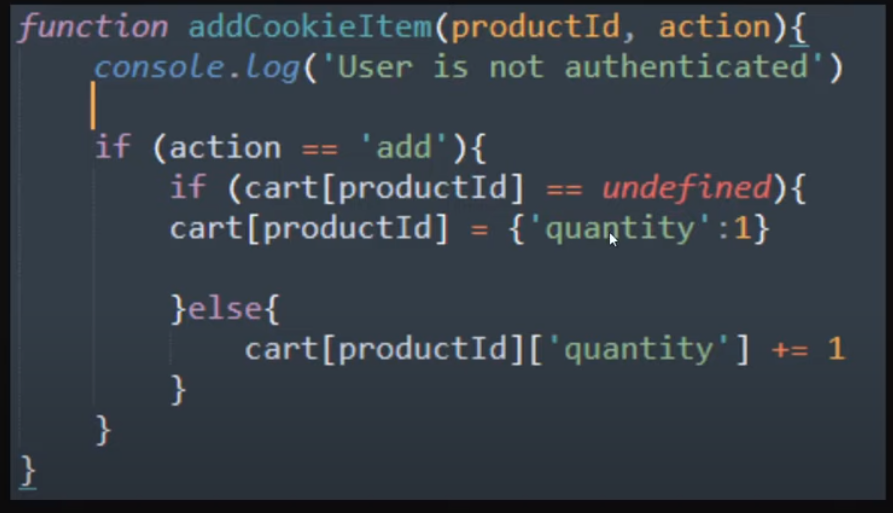 function addCookieItem(productId, action){
    console.log('User is not authenticated')

    if (action == 'add'){
        if (cart[productId] == undefined){
        cart[productId] = {'quantity':1}

        }else{
            cart[productId]['quantity'] += 1
        }
    }
}